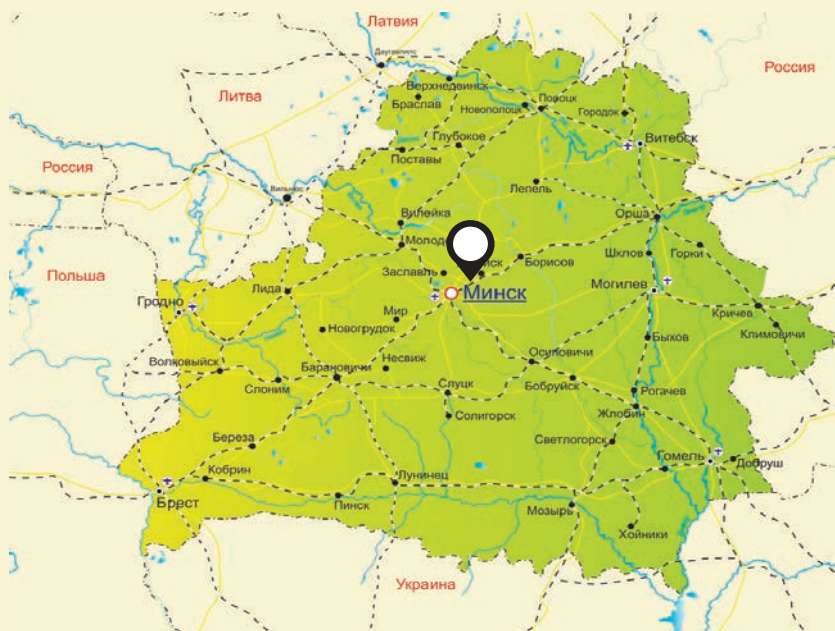 Латвия
Россия
Даугавпилс
Верхнедвинск
Браслав
Литва
Новополоцк
Полоцк
Городок
Витебск
Глубокое
Поставы
Россия
Лепель
Вильнюс
Вилейка
Орша
Шклов
Горки
Борисов
Заславль
Польша
Минск
Могилев
Гродно
Лида
Мир
Кричев
Новогрудок
Климовичи
Быхов
Осиповичи
Волковыйск
Несвиж
Барановичи
Слоним
Слуцк
Бобруйск
Рогачев
Солигорск
Жлобин
Светлогорск
Береза
Гомель
Добруш
Кобрин
Лунинец
Брест
Пинск
Мозырь
Хойники
Украина